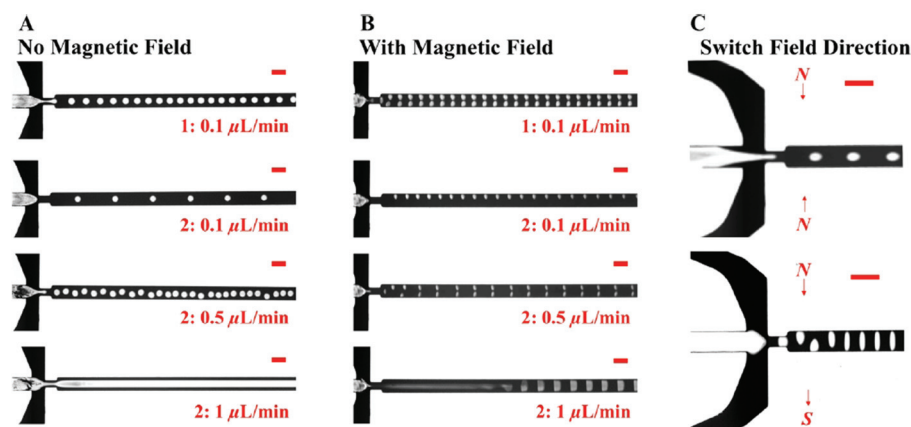 A
No Magnetic Field
1: 0.1 μL/min
2: 0.1 μL/min
2: 0.5 μL/min
2: 1 μL/min
B
With Magnetic Field
1: 0.1 μL/min
2: 0.1 μL/min
2: 0.5 μL/min
2: 1 μL/min
C
Switch Field Direction
N
N
N
S